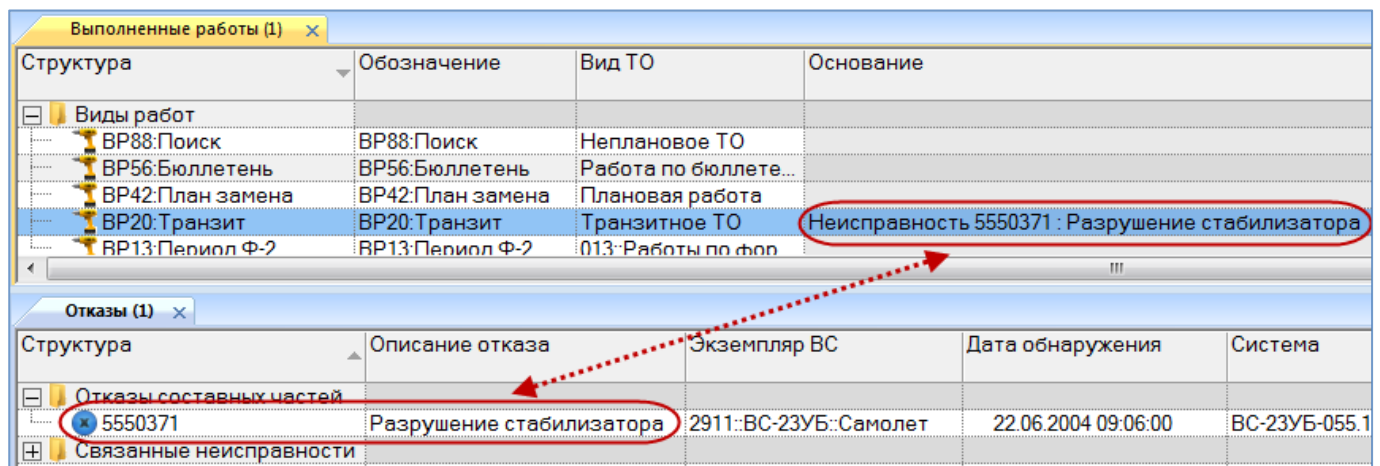 Выполненные работы (1)
Структура Обозначение Вид ТО Основание
Виды работ
ВР88:Поиск ВР88:Поиск Неплановое ТО
ВР56:Бюллетень ВР56:Бюллетень Работа по бюллете...
ВР42:План замена ВР42:План замена Плановая работа
ВР20:Транзит ВР20:Транзит Транзитное ТО Неисправность 5550371 : Разрушение стабилизатора
ВР13:Период Ф-2 ВР13:Период Ф-2 013::Работы по фор
Отказы (1)
Структура Описание отказа Экземпляр ВС Дата обнаружения Система
Отказы составных частей
5550371 Разрушение стабилизатора 2911::ВС-23УБ::Самолет 22.06.2004 09:06:00 ВС-23УБ-055.1
Связанные неисправности